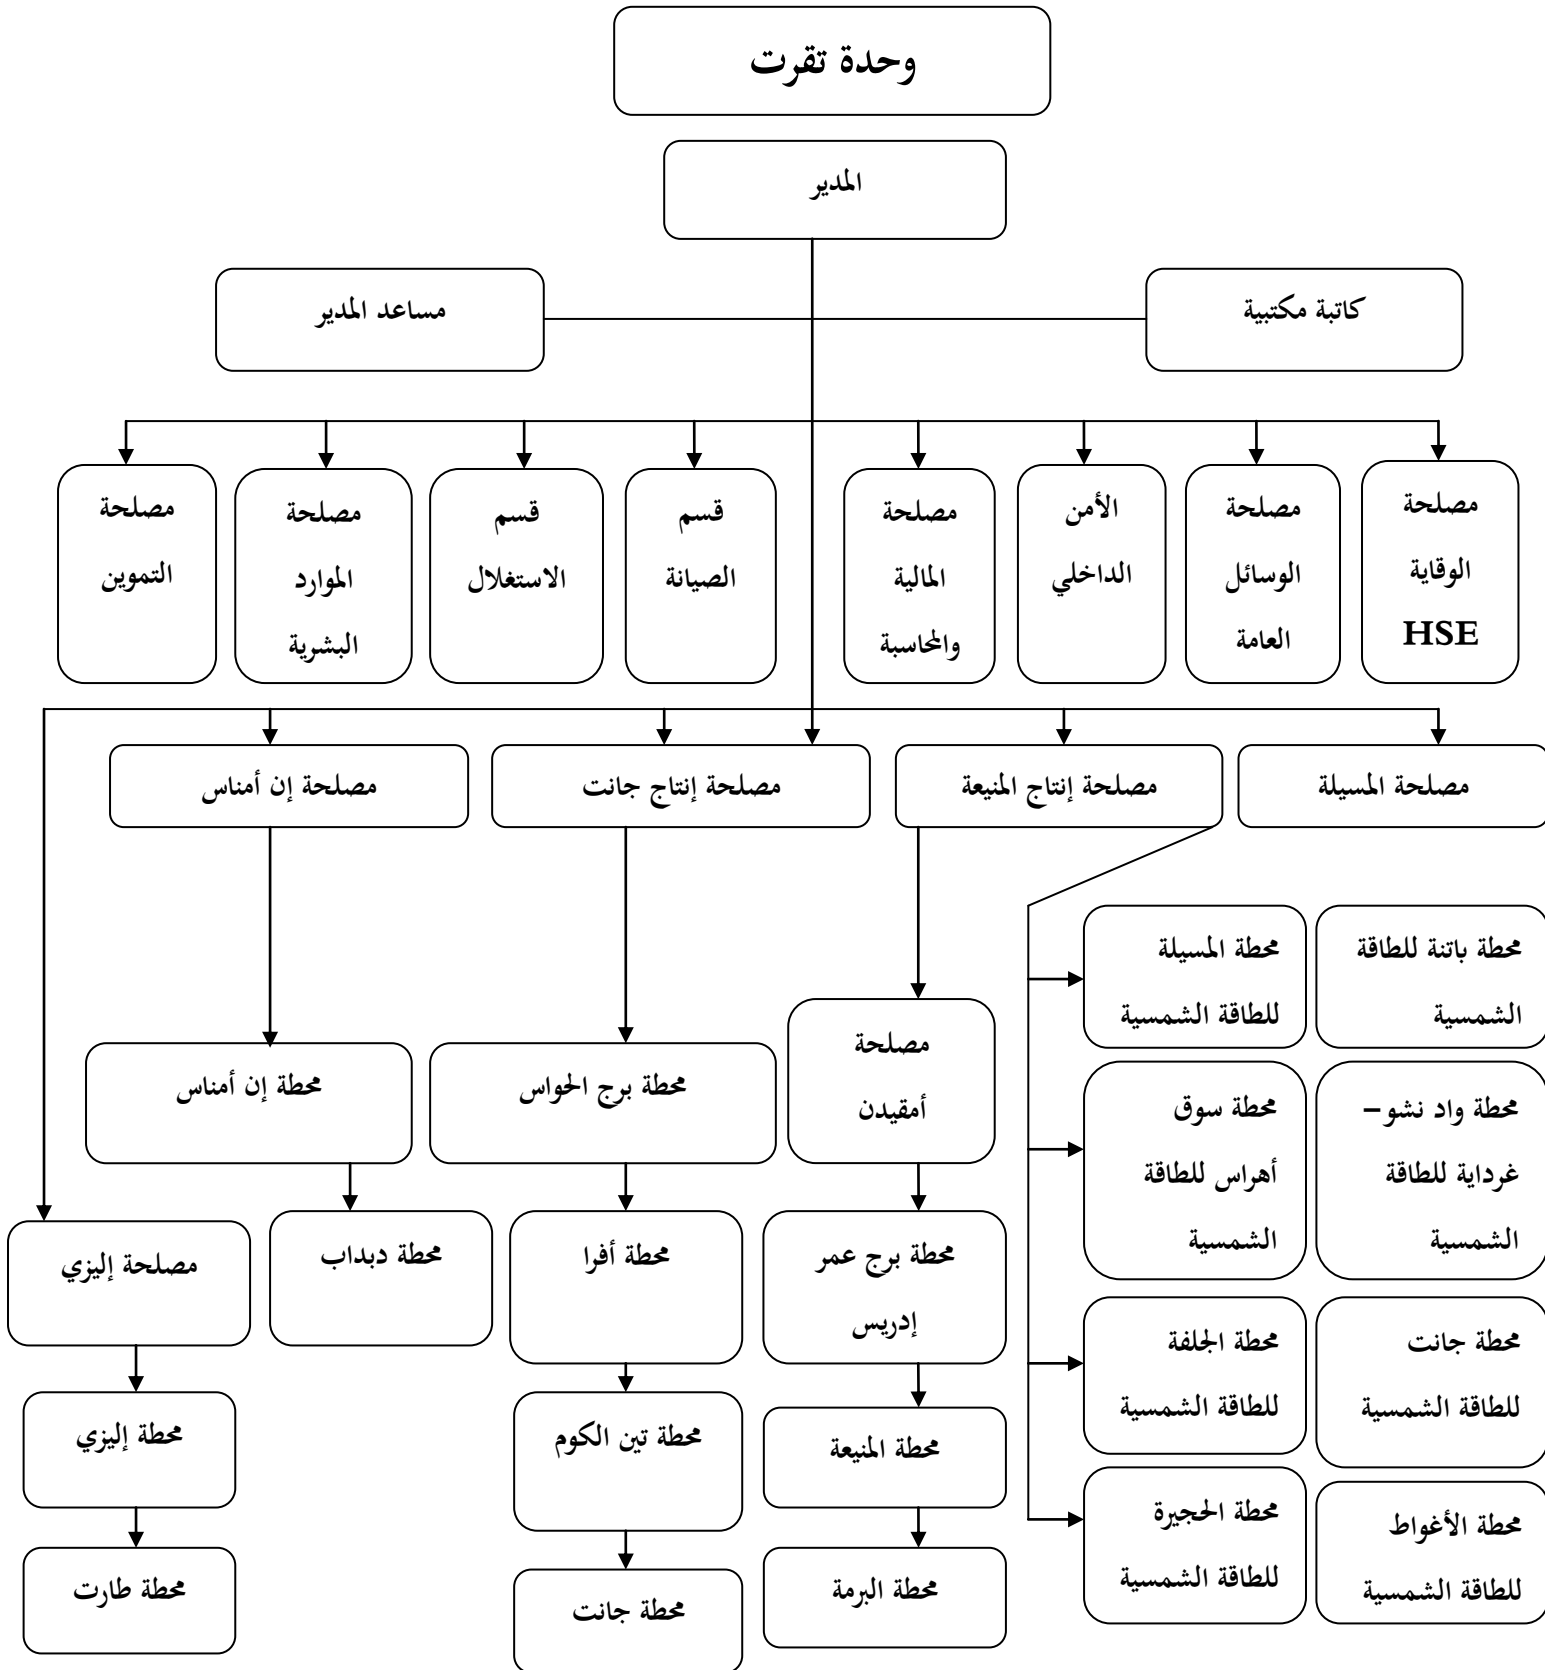 وحدة تقرت
المدير
كاتبة مكتبية
مساعد المدير
مصلحة
الوقاية
HSE
مصلحة
الوسائل
العامة
الأمن
الداخلي
مصلحة
المالية
والمحاسبة
قسم
الصيانة
قسم
الاستغلال
مصلحة
الموارد
البشرية
مصلحة
التموين
مصلحة المسيلة
مصلحة إنتاج المنيعة
مصلحة إنتاج جانت
مصلحة إن أمناس
محطة باتنة للطاقة
الشمسية
محطة المسيلة
للطاقة الشمسية
مصلحة
أمقيدن
محطة برج الحواس
محطة إن أمناس
محطة واد نشو –
غرداية للطاقة
الشمسية
محطة سوق
أهراس للطاقة
الشمسية
محطة برج عمر
إدريس
محطة أفرا
محطة دبداب
مصلحة إليزي
محطة جانت
للطاقة الشمسية
محطة الجلفة
للطاقة الشمسية
محطة المنيعة
محطة تين الكوم
محطة إليزي
محطة الأغواط
للطاقة الشمسية
محطة الحجيرة
للطاقة الشمسية
محطة البرمة
محطة جانت
محطة طارت